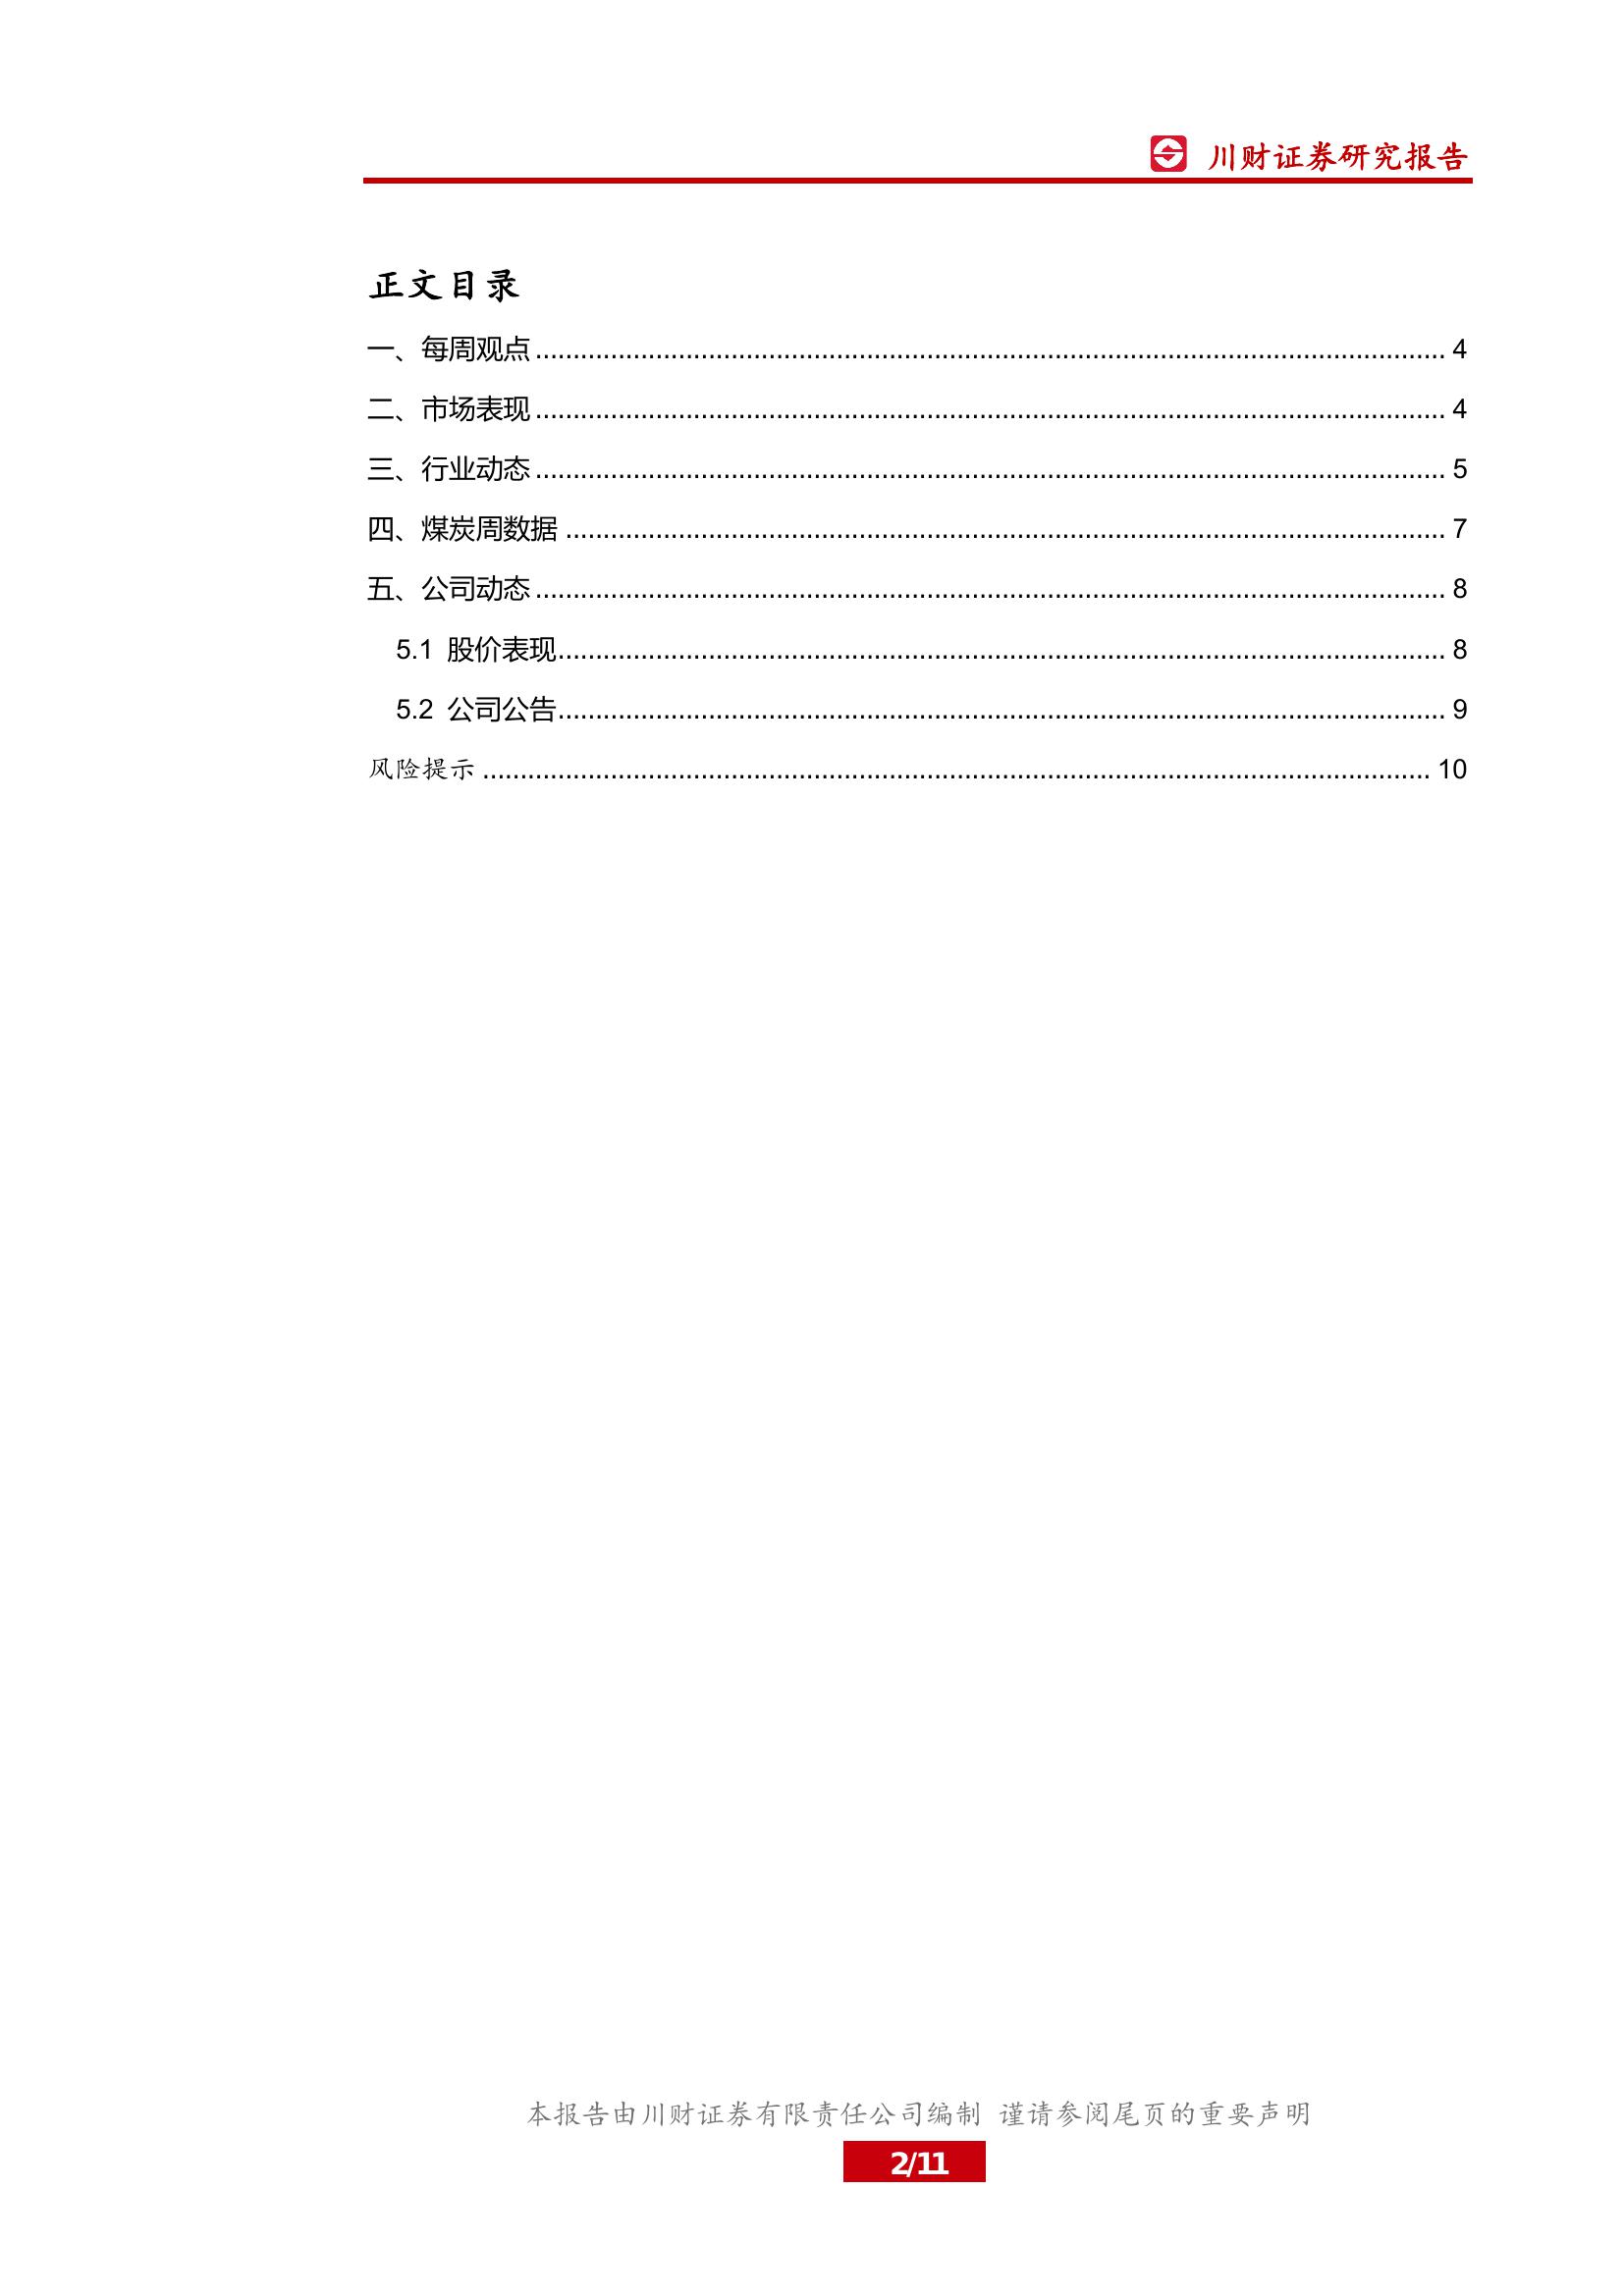 川财证券研究报告
正文目录
一、每周观点 ........................................................ 4
二、市场表现 ........................................................ 4
三、行业动态 ........................................................ 5
四、煤炭周数据 ........................................................ 7
五、公司动态 ........................................................ 8
5.1 股价表现 ........................................................ 8
5.2 公司公告 ........................................................ 9
风险提示 ........................................................ 10
本报告由川财证券有限责任公司编制 谨请参阅尾页的重要声明
2/11